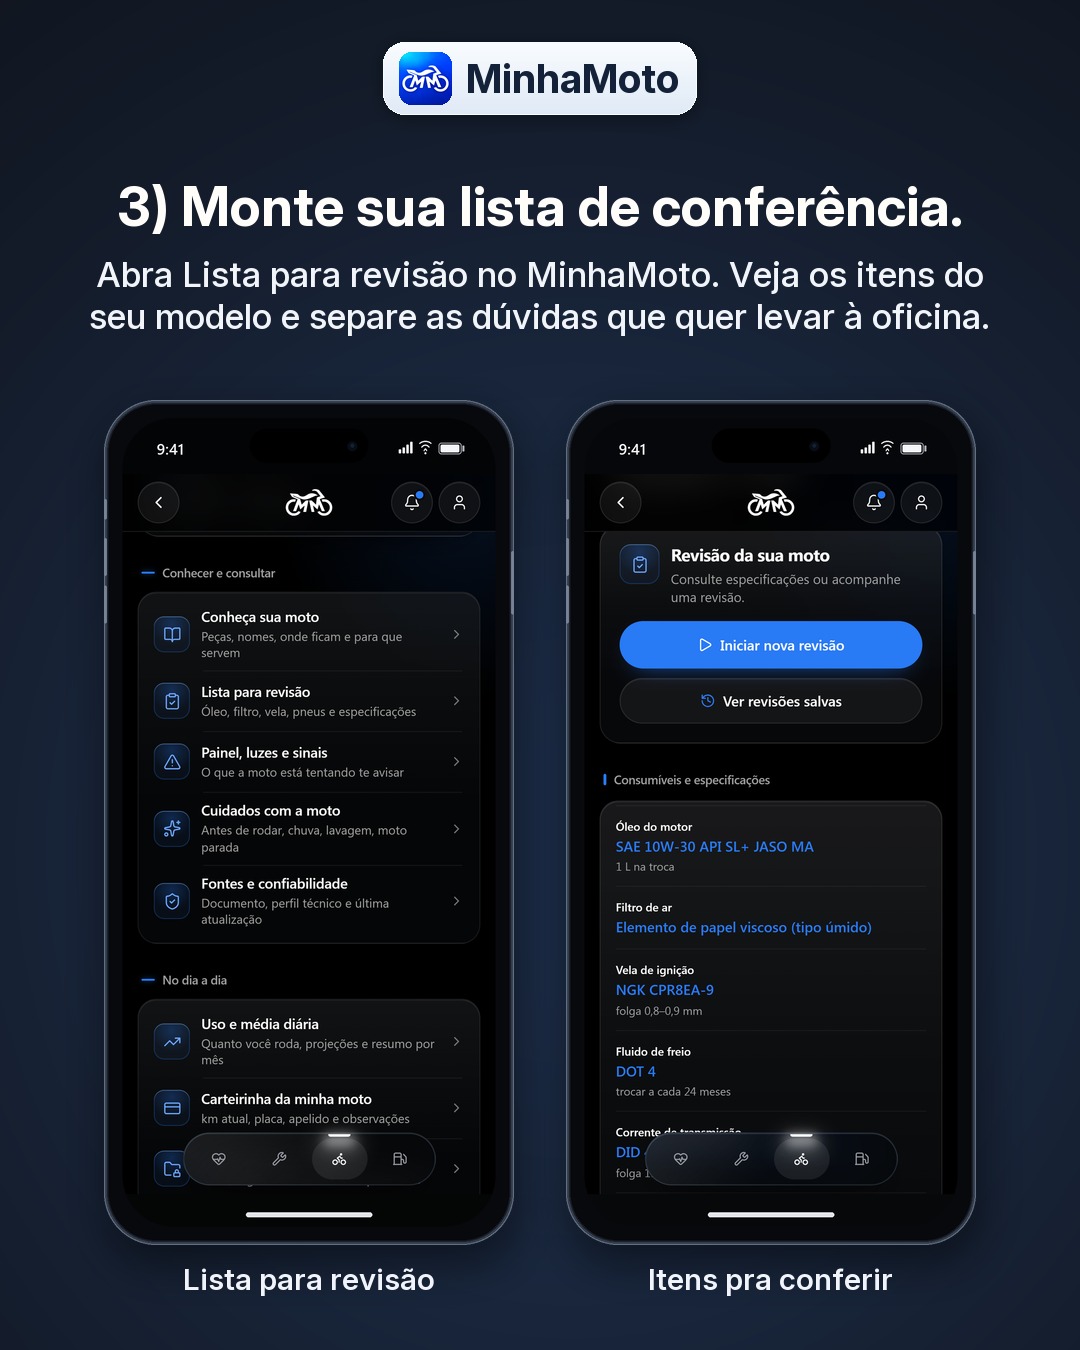 MinhaMoto
3) Monte sua lista de conferência.
Abra Lista para revisão no MinhaMoto. Veja os itens do
seu modelo e separe as dúvidas que quer levar à oficina.
9:41
Conhecer e consultar
Conheça sua moto
Peças, nomes, onde ficam e para que
servem
Lista para revisão
Óleo, filtro, vela, pneus e especificações
Painel, luzes e sinais
O que a moto está tentando te avisar
Cuidados com a moto
Antes de rodar, chuva, lavagem, moto
parada
Fontes e confiabilidade
Documento, perfil técnico e última
atualização
No dia a dia
Uso e média diária
Quanto você roda, projeções e resumo por
mês
Carteirinha da minha moto
km atual, placa, apelido e observações
Lista para revisão
9:41
Revisão da sua moto
Consulte especificações ou acompanhe
uma revisão.
Iniciar nova revisão
Ver revisões salvas
Consumíveis e especificações
Óleo do motor
SAE 10W-30 API SL+ JASO MA
1 L na troca
Filtro de ar
Elemento de papel viscoso (tipo úmido)
Vela de ignição
NGK CPR8EA-9
folga 0,8–0,9 mm
Fluido de freio
DOT 4
trocar a cada 24 meses
Corrente de transmissão
DID
folga
Itens pra conferir